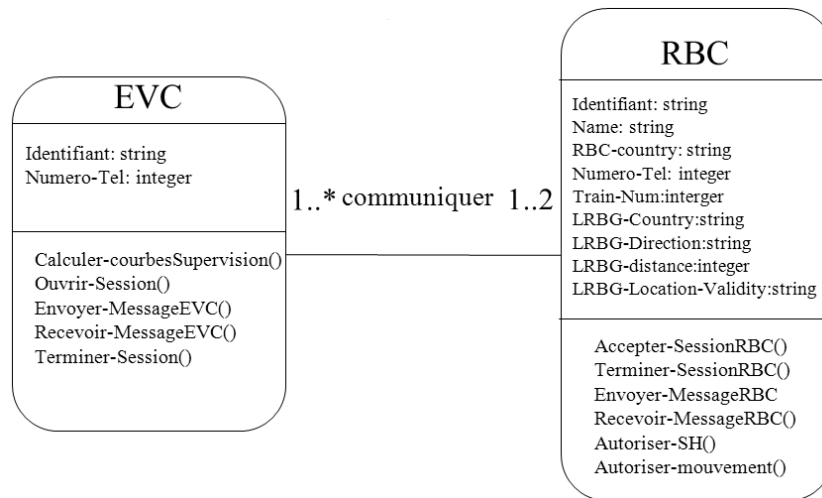 EVC
Identifiant: string
Numero-Tel: integer
Calculer-courbesSupervision()
Ouvrir-Session()
Envoyer-MessageEVC()
Recevoir-MessageEVC()
Terminer-Session()
1..* communiquer 1..2
RBC
Identifiant: string
Name: string
RBC-country: string
Numero-Tel: integer
Train-Num:interger
LRBG-Country:string
LRBG-Direction:string
LRBG-distance:integer
LRBG-Location-Validity:string
Accepter-SessionRBC()
Terminer-SessionRBC()
Envoyer-MessageRBC
Recevoir-MessageRBC()
Autoriser-SH()
Autoriser-mouvement()